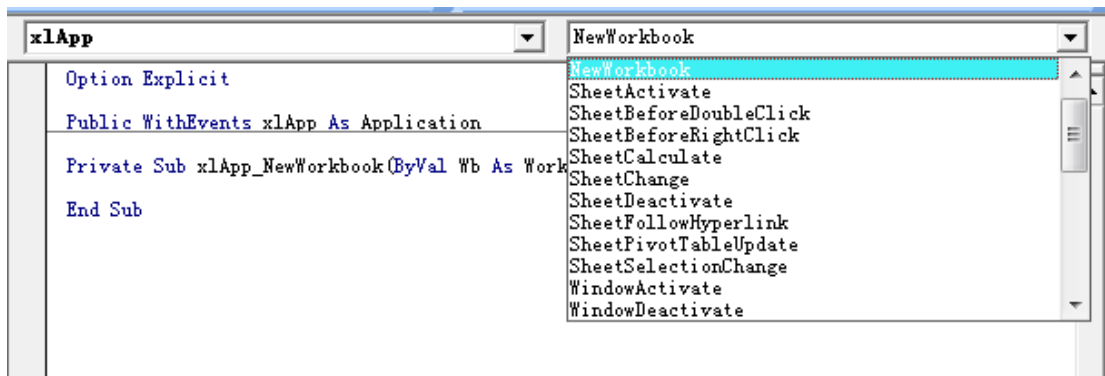 xlApp
NewWorkbook
Option Explicit
Public WithEvents xlApp As Application
Private Sub xlApp_NewWorkbook(ByVal Wb As Work
End Sub
NewWorkbook
SheetActivate
SheetBeforeDoubleClick
SheetBeforeRightClick
SheetCalculate
SheetChange
SheetDeactivate
SheetFollowHyperlink
SheetPivotTableUpdate
SheetSelectionChange
WindowActivate
WindowDeactivate